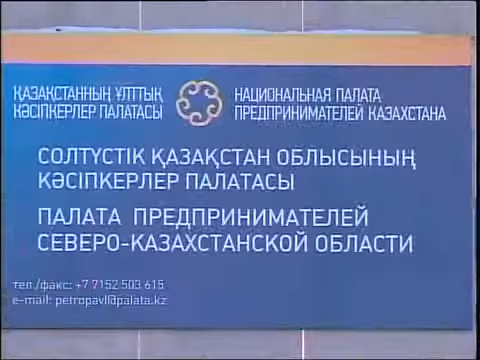 ҚАЗАҚСТАННЫҢ ҰЛТТЫҚ
КӘСІПКЕРЛЕР ПАЛАТАСЫ
НАЦИОНАЛЬНАЯ ПАЛАТА
ПРЕДПРИНИМАТЕЛЕЙ КАЗАХСТАНА
СОЛТҮСТІК ҚАЗАҚСТАН ОБЛЫСЫНЫҢ
КӘСІПКЕРЛЕР ПАЛАТАСЫ
ПАЛАТА ПРЕДПРИНИМАТЕЛЕЙ
СЕВЕРО-КАЗАХСТАНСКОЙ ОБЛАСТИ
тел./факс: +7 7152 503 615
e-mail: petropavl@palata.kz